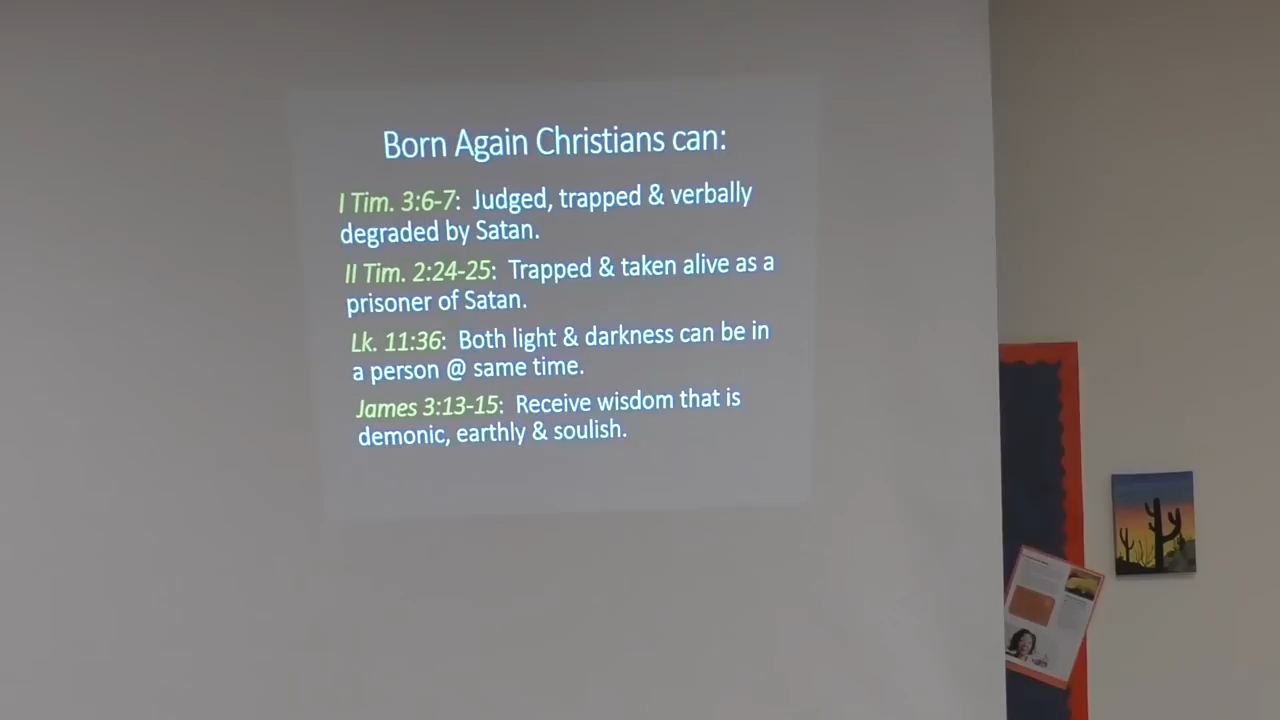 Born Again Christians can:
I Tim. 3:6-7: Judged, trapped & verbally
degraded by Satan.
II Tim. 2:24-25: Trapped & taken alive as a
prisoner of Satan.
Lk. 11:36: Both light & darkness can be in
a person @ same time.
James 3:13-15: Receive wisdom that is
demonic, earthly & soulish.